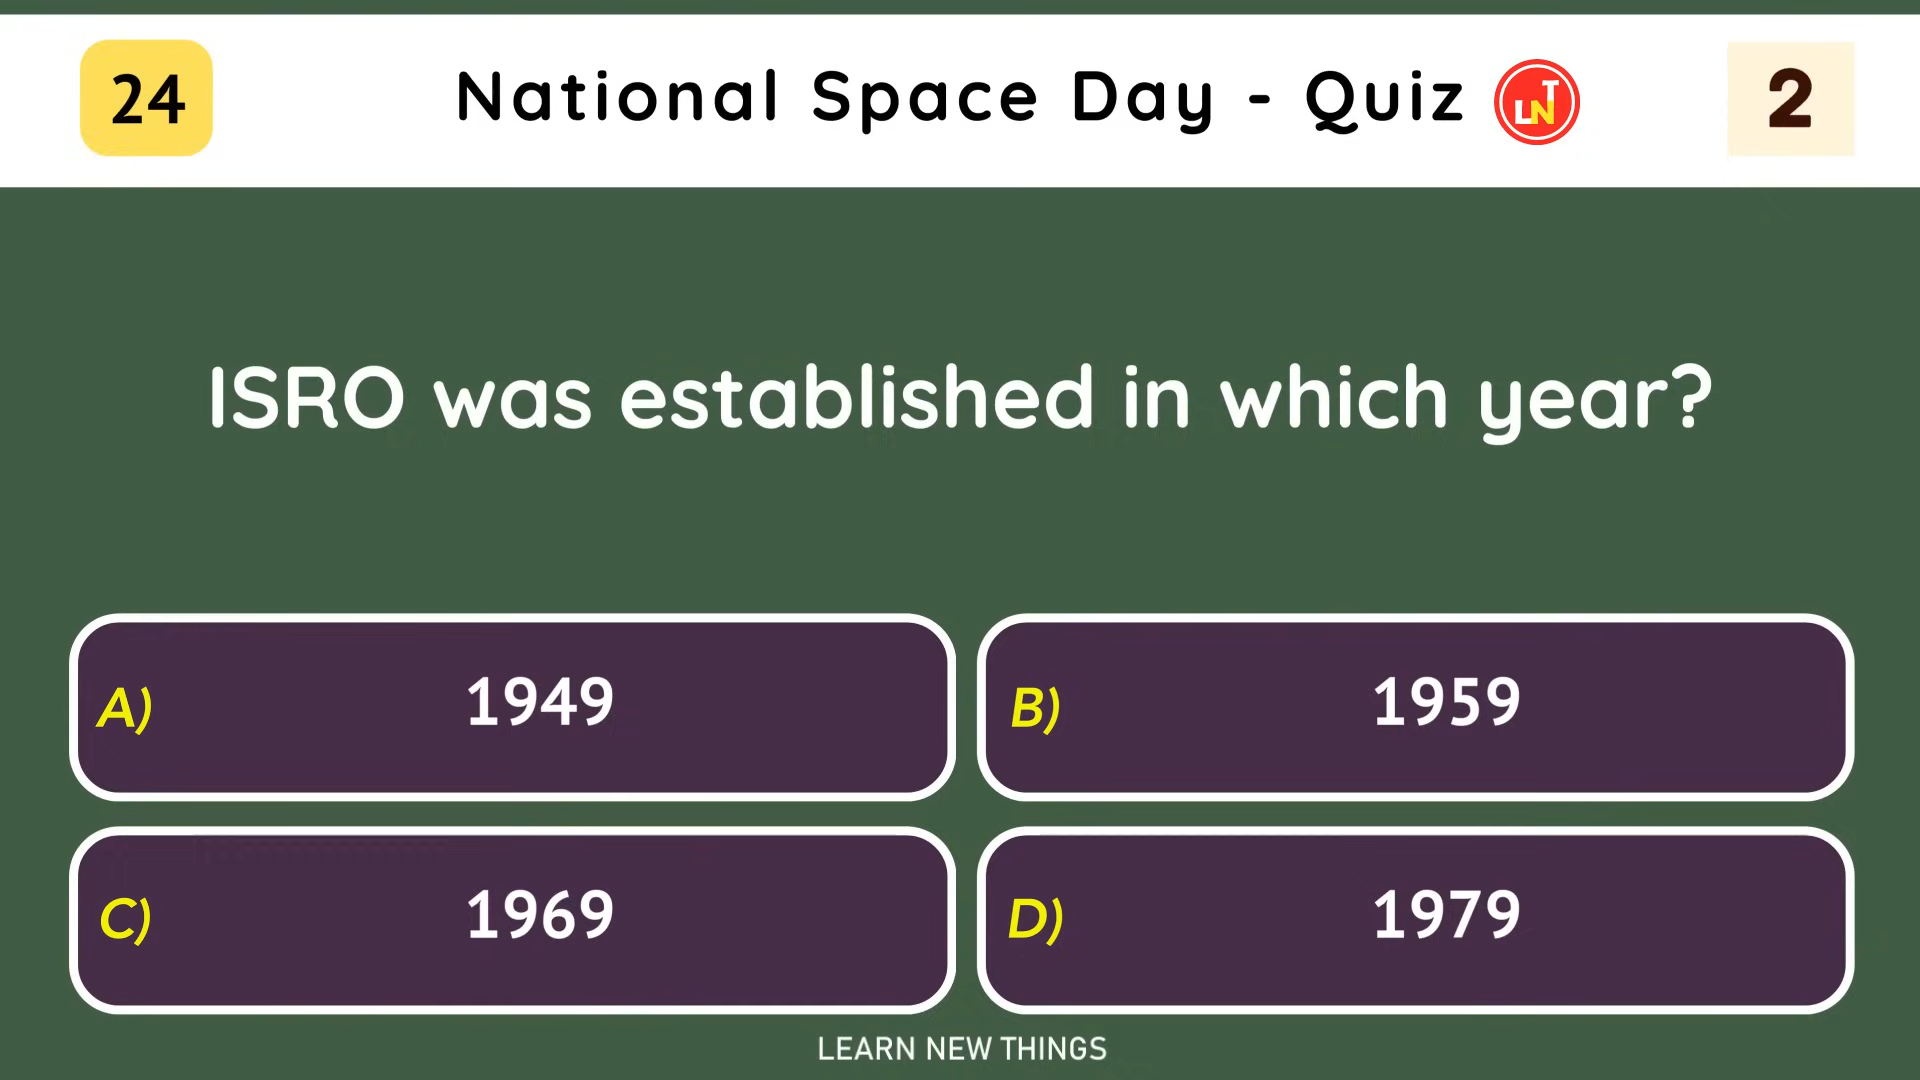 24
National Space Day - Quiz
LNT
2
ISRO was established in which year?
A) 1949
B) 1959
C) 1969
D) 1979
LEARN NEW THINGS